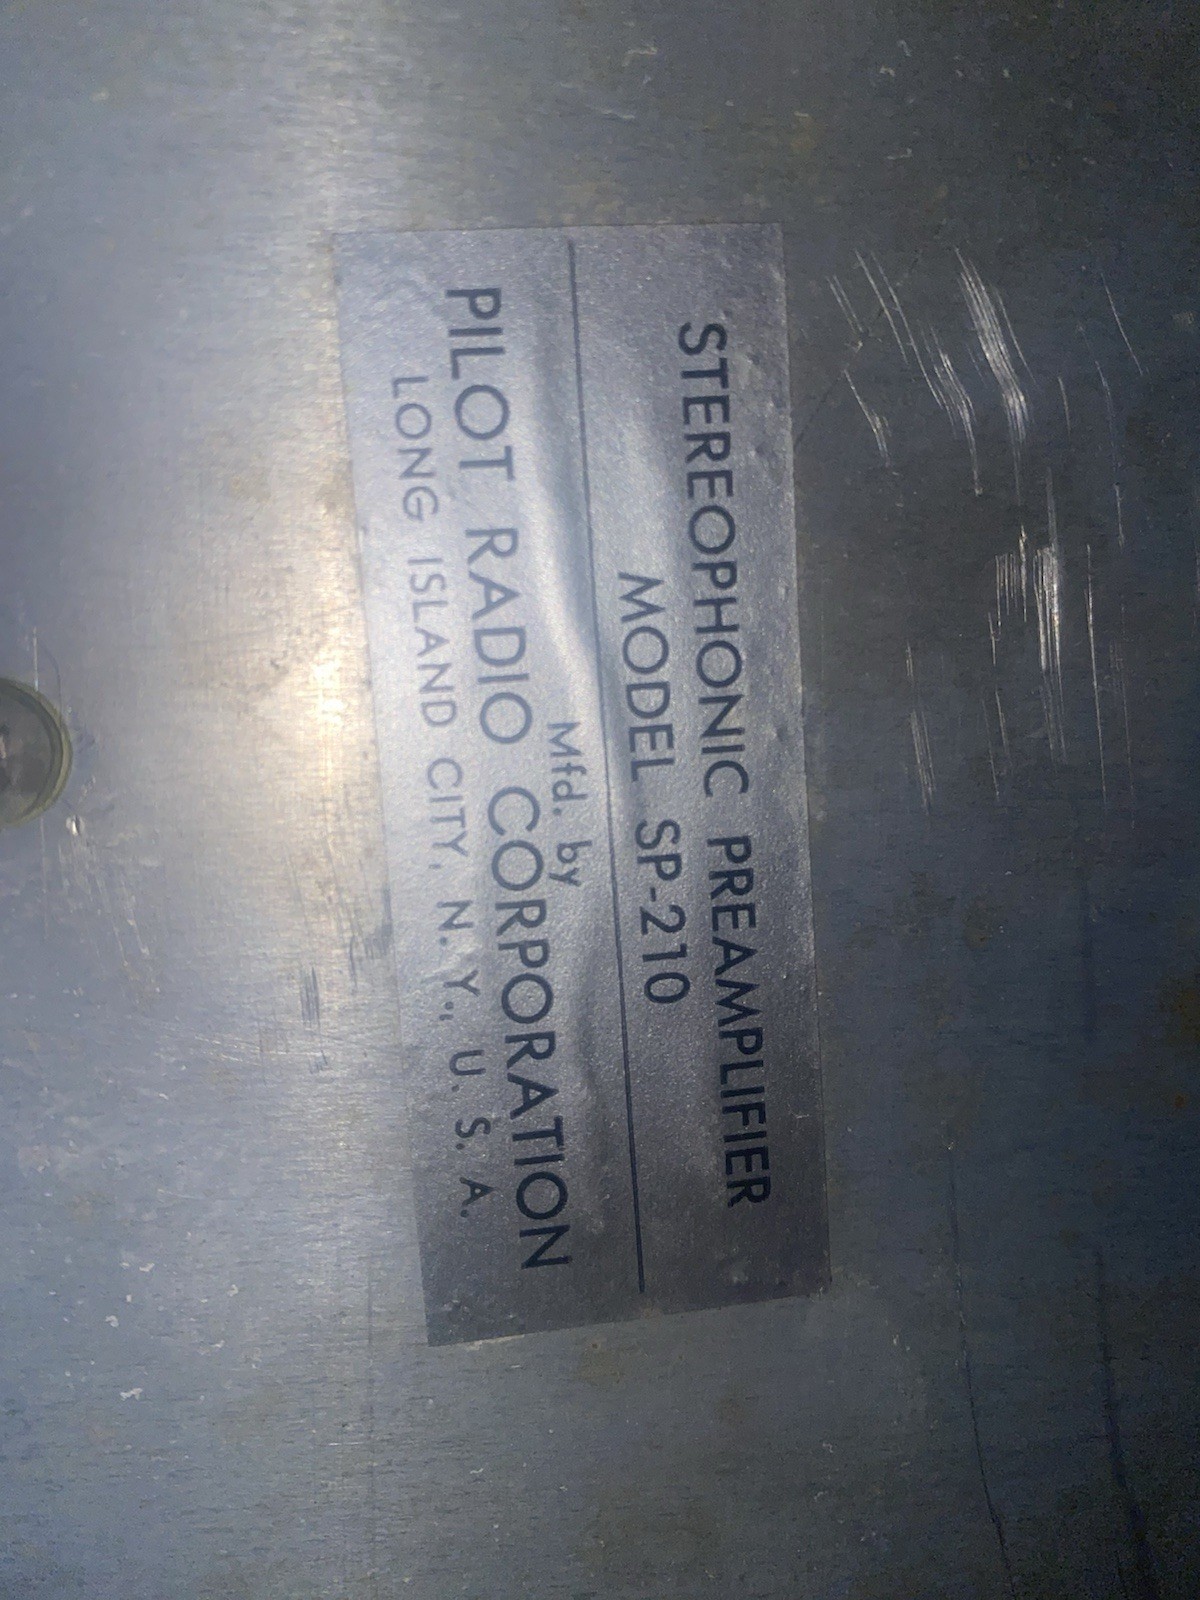 STEREOPHONIC PREAMPLIFIER
MODEL SP-210
Mfd. by
PILOT RADIO CORPORATION
LONG ISLAND CITY, N.Y., U. S. A.